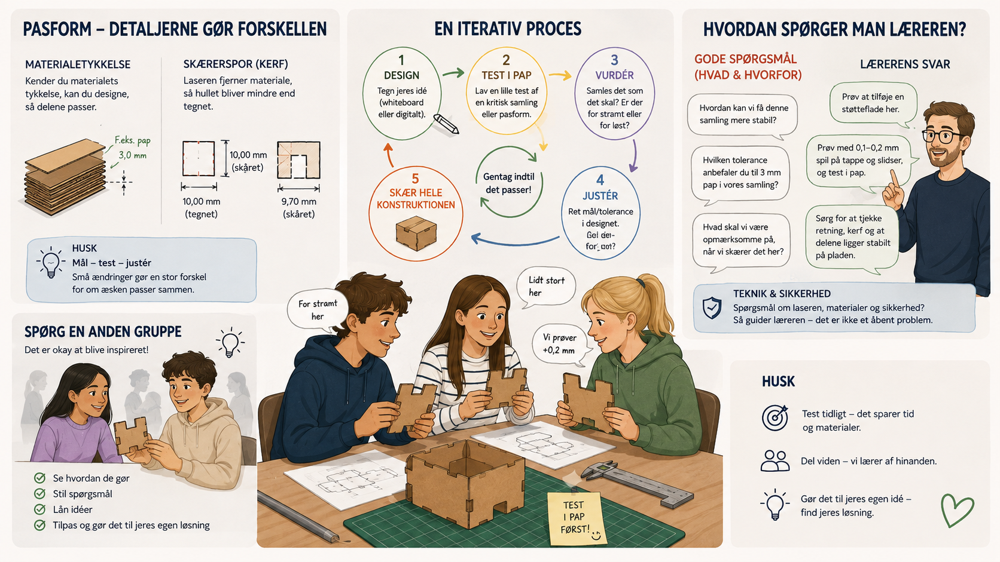 PASFORM – DETALJERNE GØR FORSKELLEN
MATERIALETYKKELSE
Kender du materialets
tykkelse, kan du designe,
så delene passer.
F.eks. pap
3,0 mm
SKÆRERSPOR (KERF)
Laseren fjerner materiale,
så hullet bliver mindre end
tegnet.
10,00 mm
(skåret)
10,00 mm
(tegnet)
9,70 mm
(skåret)
HUSK
Mål – test – justér
Små ændringer gør en stor forskel
for om æsken passer sammen.
EN ITERATIV PROCES
1
DESIGN
Tegn jeres idé
(whiteboard
eller digitalt).
2
TEST I PAP
Lav en lille test af
en kritisk samling
eller pasform.
3
VURDÉR
Samles det som
det skal? Er der
for stramt eller
for løst?
4
JUSTÉR
Ret mål/tolerance
i designet.
5
SKÆR HELE
KONSTRUKTIONEN
Gentag indtil
det passer!
HVORDAN SPØRGER MAN LÆREREN?
GODE SPØRGSMÅL
(HVAD & HVORFOR)
Hvordan kan vi få denne
samling mere stabil?
Hvilken tolerance
anbefaler du til 3 mm
pap i vores samling?
Hvad skal vi være
opmærksomme på,
når vi skærer det her?
LÆRERENS SVAR
Prøv at tilføje en
støtteflade her.
Prøv med 0,1–0,2 mm
spil på tappe og slidser,
og test i pap.
Sørg for at tjekke
retning, kerf og at
delene ligger stabilt
på pladen.
TEKNIK & SIKKERHED
Spørgsmål om laseren, materialer og sikkerhed?
Så guider læreren – det er ikke et åbent problem.
SPØRG EN ANDEN GRUPPE
Det er okay at blive inspireret!
Se hvordan de gør
Stil spørgsmål
Lån idéer
Tilpas og gør det til jeres egen løsning
For stramt
her
Lidt stort
her
Vi prøver
+0,2 mm
TEST
I PAP
FØRST!
HUSK
Test tidligt – det sparer tid
og materialer.
Del viden – vi lærer af hinanden.
Gør det til jeres egen idé –
find jeres løsning.